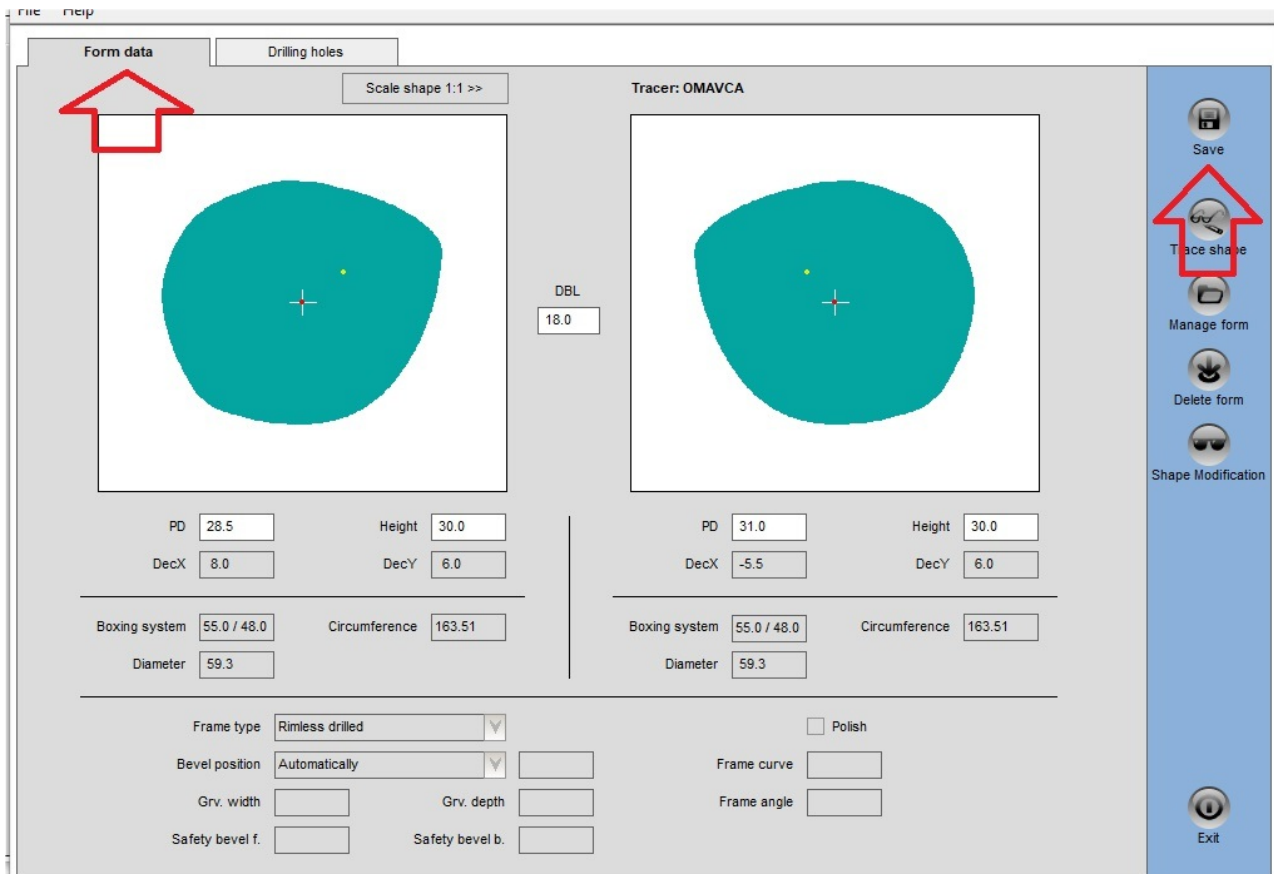 File Help
Form data Drilling holes
Scale shape 1:1 >> Tracer: OMAVCA
Save
Trace shape
DBL
18.0
Manage form
Delete form
Shape Modification
PD 28.5 Height 30.0 PD 31.0 Height 30.0
DecX 8.0 DecY 6.0 DecX -5.5 DecY 6.0
Boxing system 55.0 / 48.0 Circumference 163.51 Boxing system 55.0 / 48.0 Circumference 163.51
Diameter 59.3 Diameter 59.3
Frame type Rimless drilled Polish
Bevel position Automatically Frame curve
Grv. width Grv. depth Frame angle
Safety bevel f. Safety bevel b.
Exit